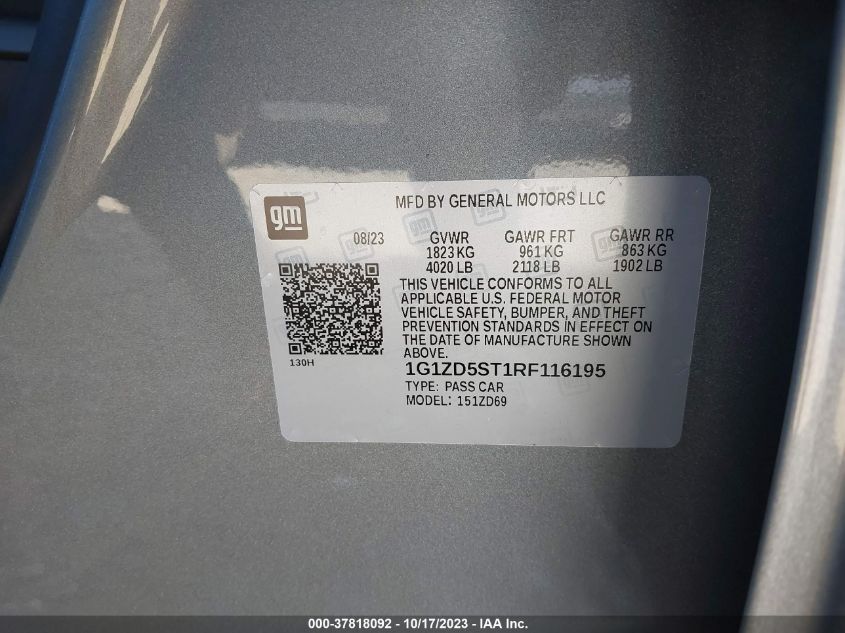 gm
MFD BY GENERAL MOTORS LLC
08/23 GVWR GAWR FRT GAWR RR
1823 KG 961 KG 863 KG
4020 LB 2118 LB 1902 LB
THIS VEHICLE CONFORMS TO ALL
APPLICABLE U.S. FEDERAL MOTOR
VEHICLE SAFETY, BUMPER, AND THEFT
PREVENTION STANDARDS IN EFFECT ON
THE DATE OF MANUFACTURE SHOWN
ABOVE.
130H
1G1ZD5ST1RF116195
TYPE: PASS CAR
MODEL: 151ZD69
000-37818092 - 10/17/2023 - IAA Inc.